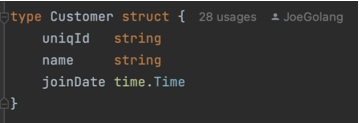 type Customer struct { 28 usages JoeGolang
uniqId string
name string
joinDate time.Time
}